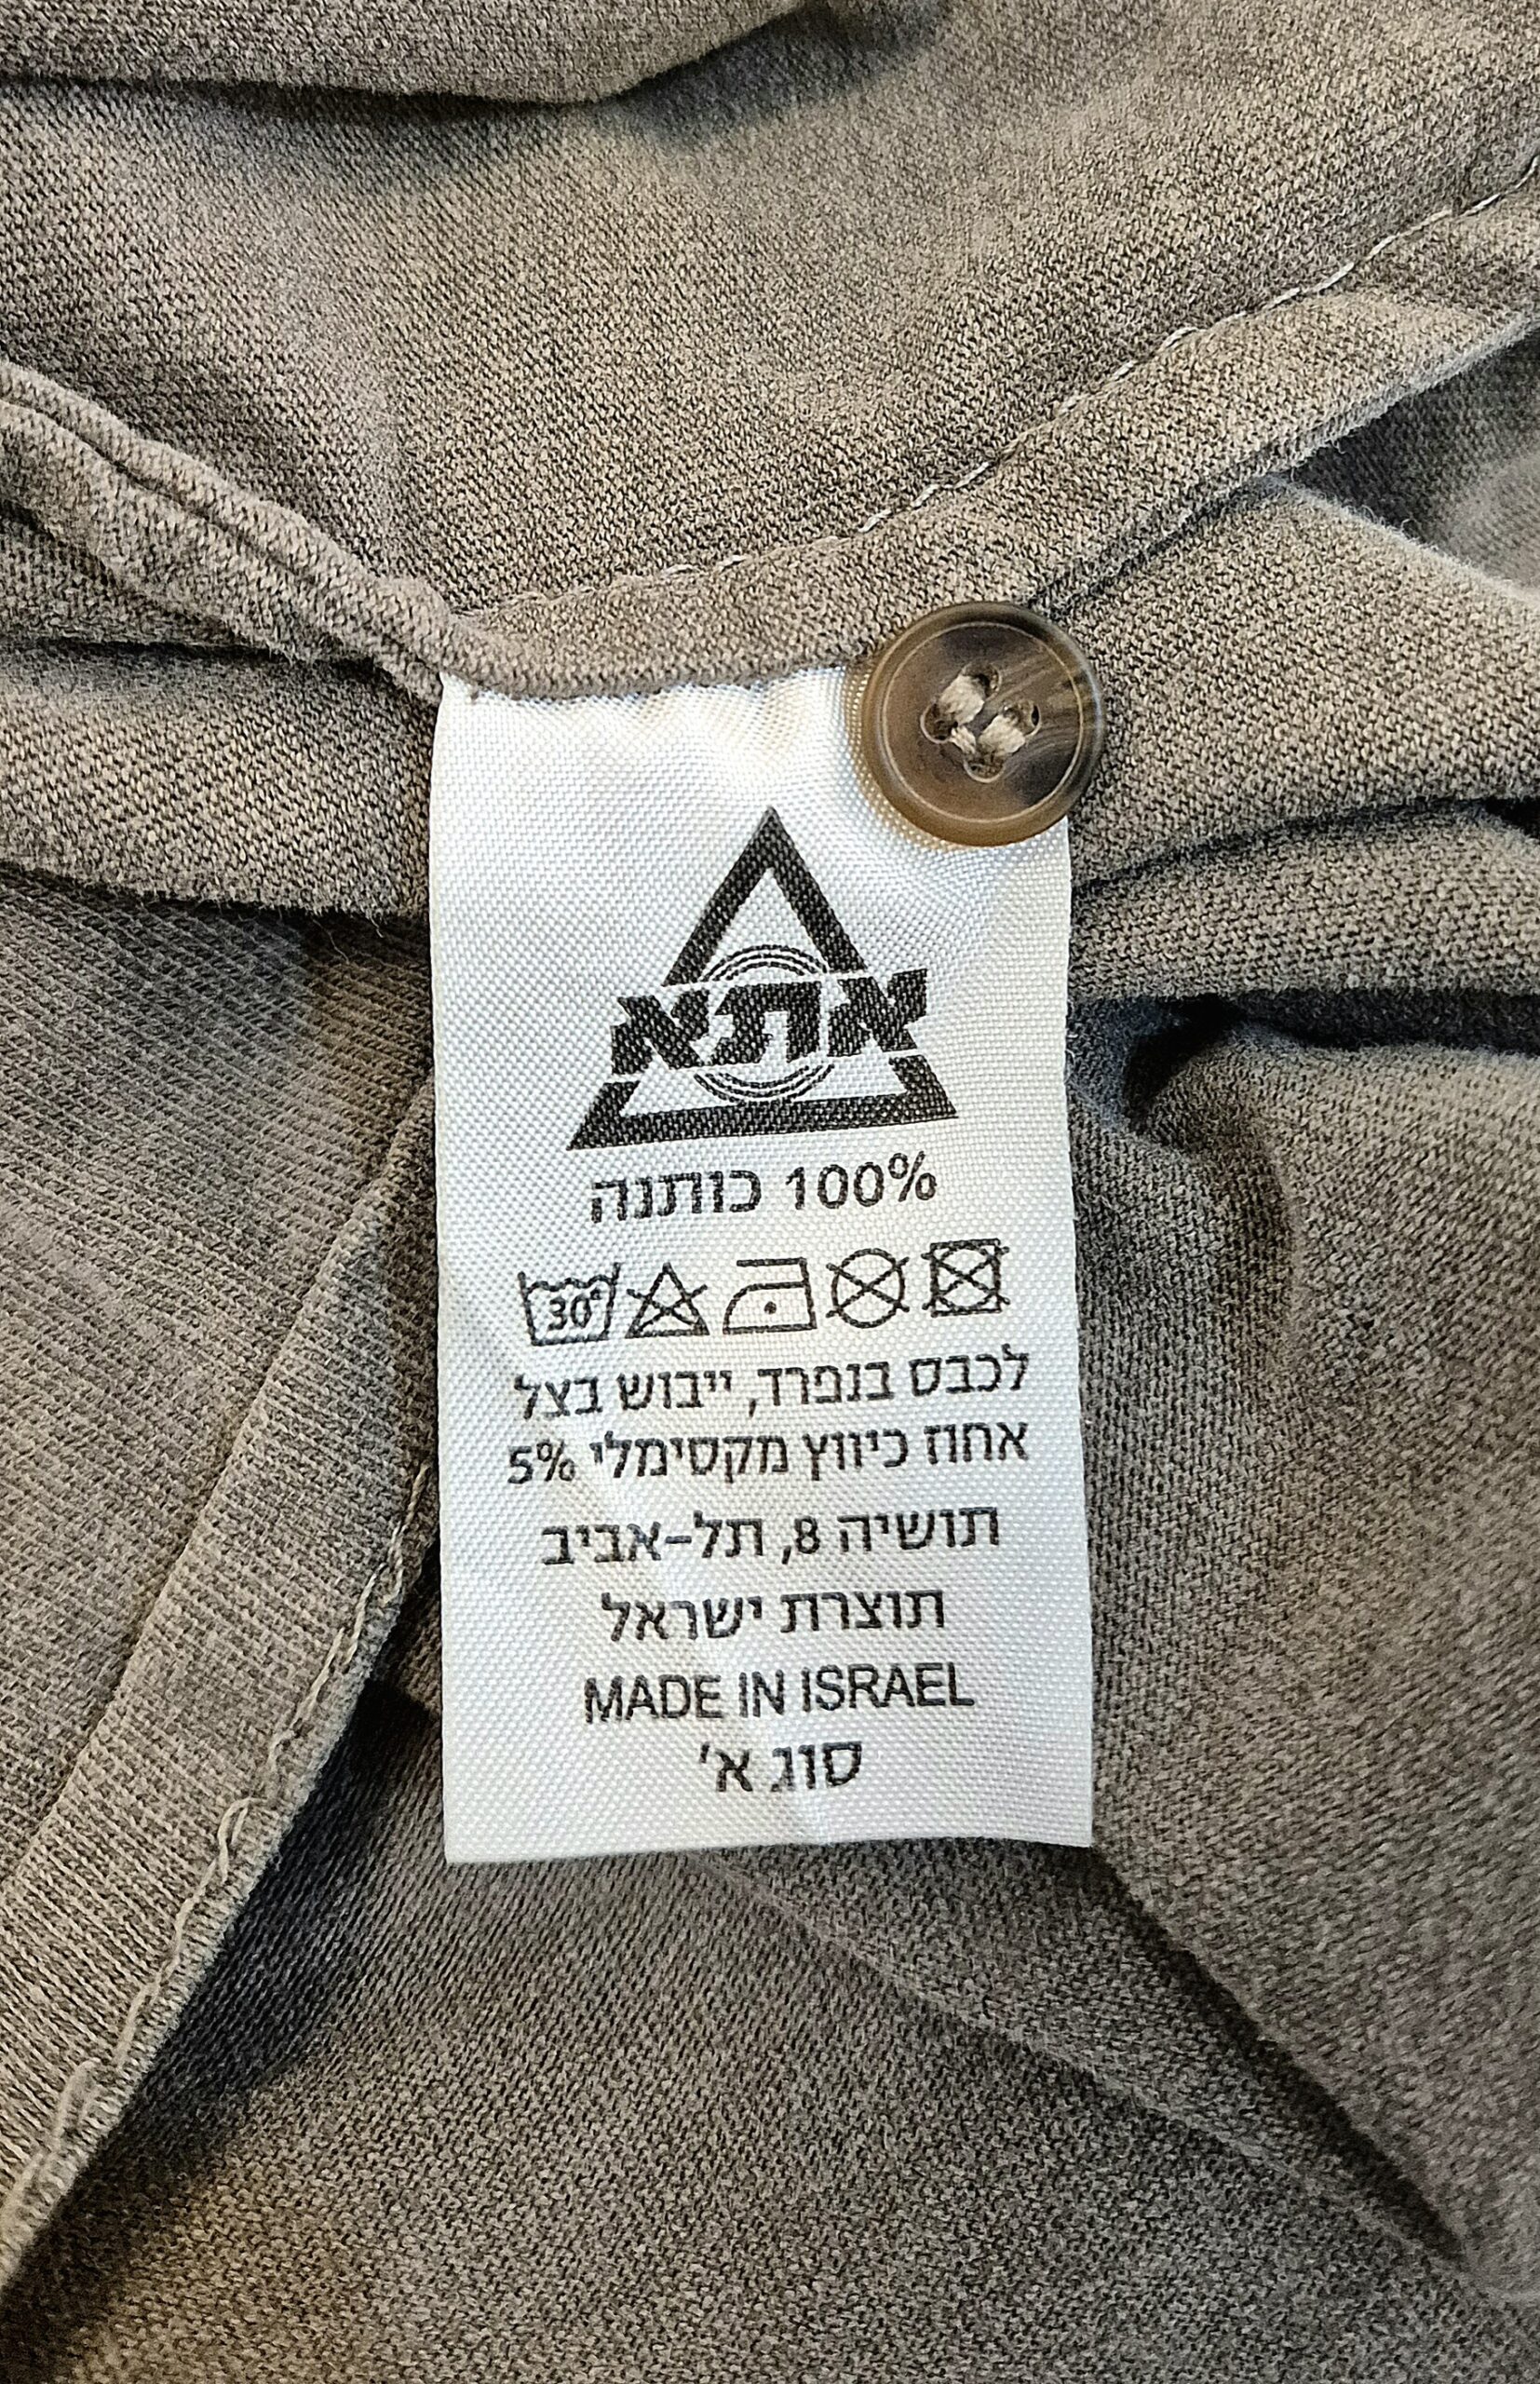 אתא
100% כותנה
30°
לכבס בנפרד, ייבוש בצל
אחוז כיווץ מקסימלי 5%
תושיה 8, תל-אביב
תוצרת ישראל
MADE IN ISRAEL
סוג א'